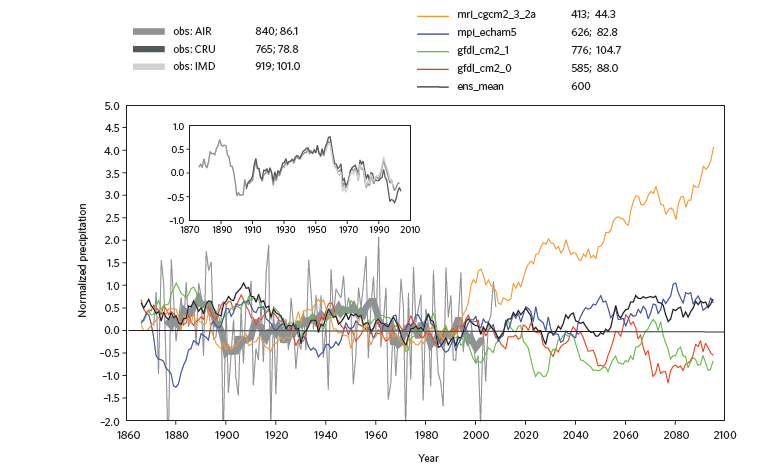 mri_cgcm2_3_2a 413; 44.3
obs: AIR 840; 86.1
mpi_echam5 626; 82.8
obs: CRU 765; 78.8
gfdl_cm2_1 776; 104.7
obs: IMD 919; 101.0
gfdl_cm2_0 585; 88.0
ens_mean 600
5.0
4.5
4.0
3.5
3.0
2.5
2.0
1.5
1.0
0.5
0.0
−0.5
−1.0
−1.5
−2.0
1.0
0.5
0.0
−0.5
−1.0
1870 1890 1910 1930 1950 1970 1990 2010
Normalized precipitation
1860 1880 1900 1920 1940 1960 1980 2000 2020 2040 2060 2080 2100
Year